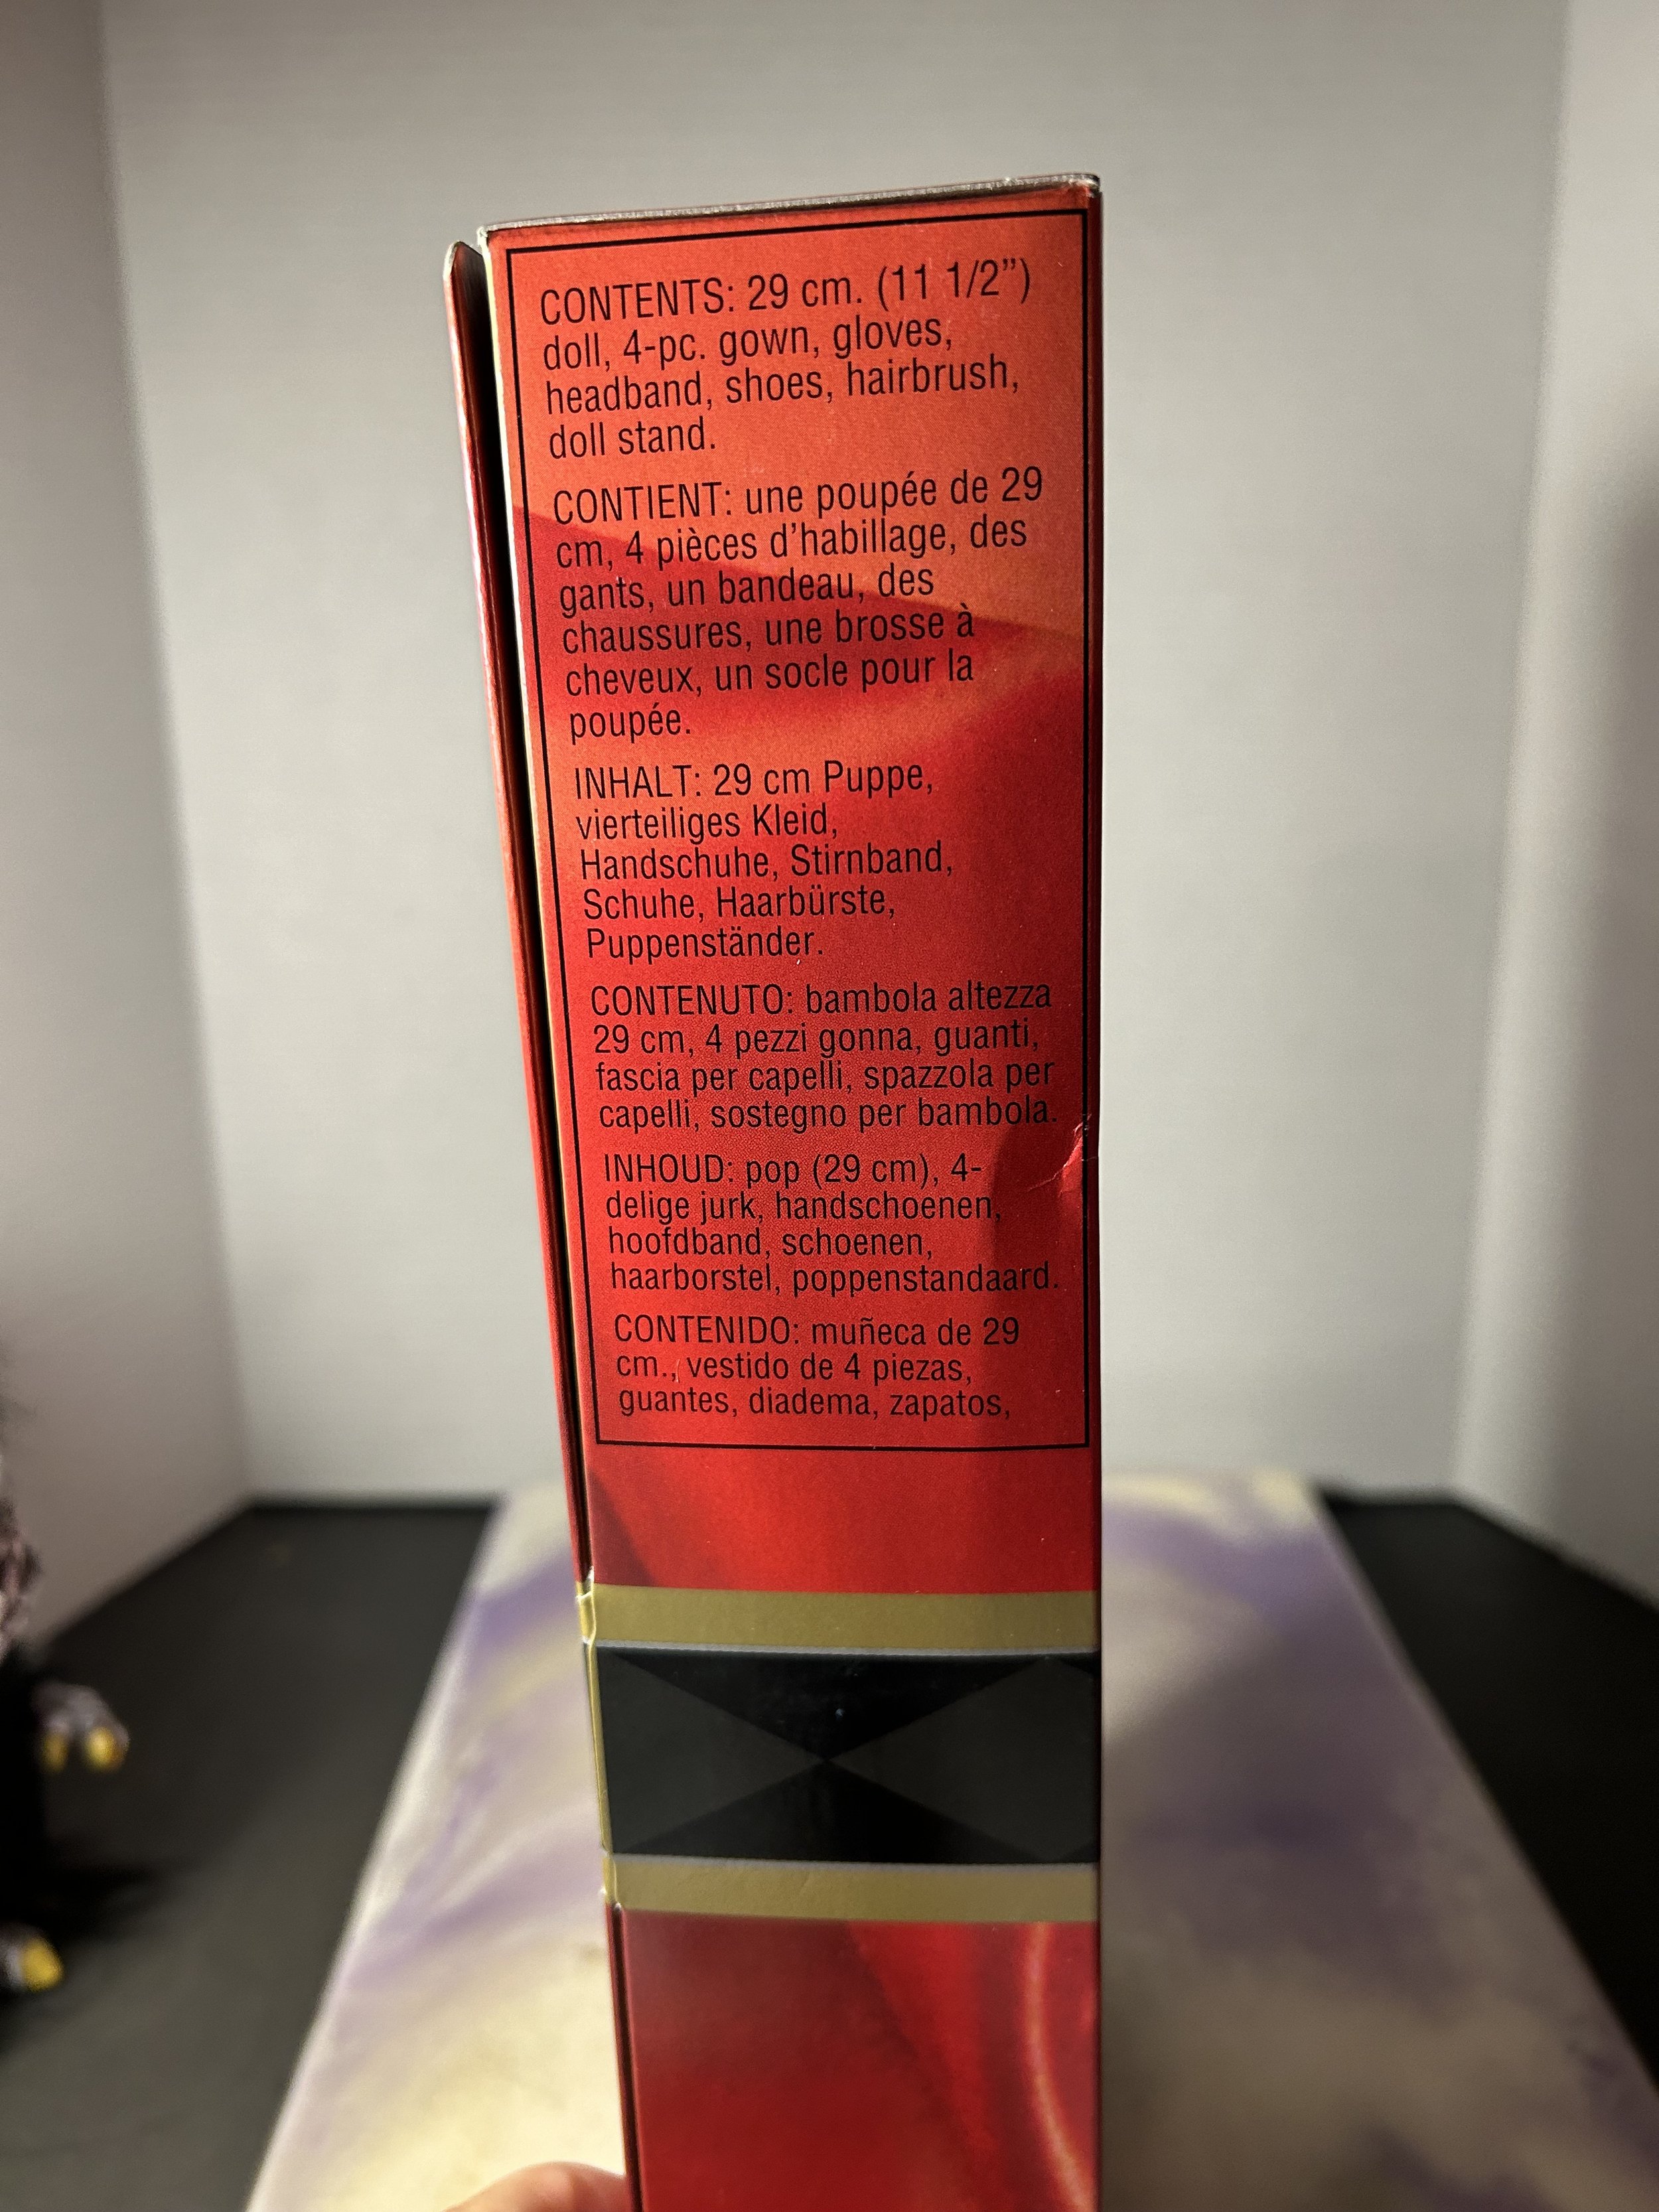 CONTENTS: 29 cm. (11 1/2”)
doll, 4-pc. gown, gloves,
headband, shoes, hairbrush,
doll stand.
CONTIENT: une poupée de 29
cm, 4 pièces d’habillage, des
gants, un bandeau, des
chaussures, une brosse à
cheveux, un socle pour la
poupée.
INHALT: 29 cm Puppe,
vierteiliges Kleid,
Handschuhe, Stirnband,
Schuhe, Haarbürste,
Puppenständer.
CONTENUTO: bambola altezza
29 cm, 4 pezzi gonna, guanti,
fascia per capelli, spazzola per
capelli, sostegno per bambola.
INHOUD: pop (29 cm), 4-
delige jurk, handschoenen,
hoofdband, schoenen,
haarborstel, poppenstandaard.
CONTENIDO: muñeca de 29
cm., vestido de 4 piezas,
guantes, diadema, zapatos,